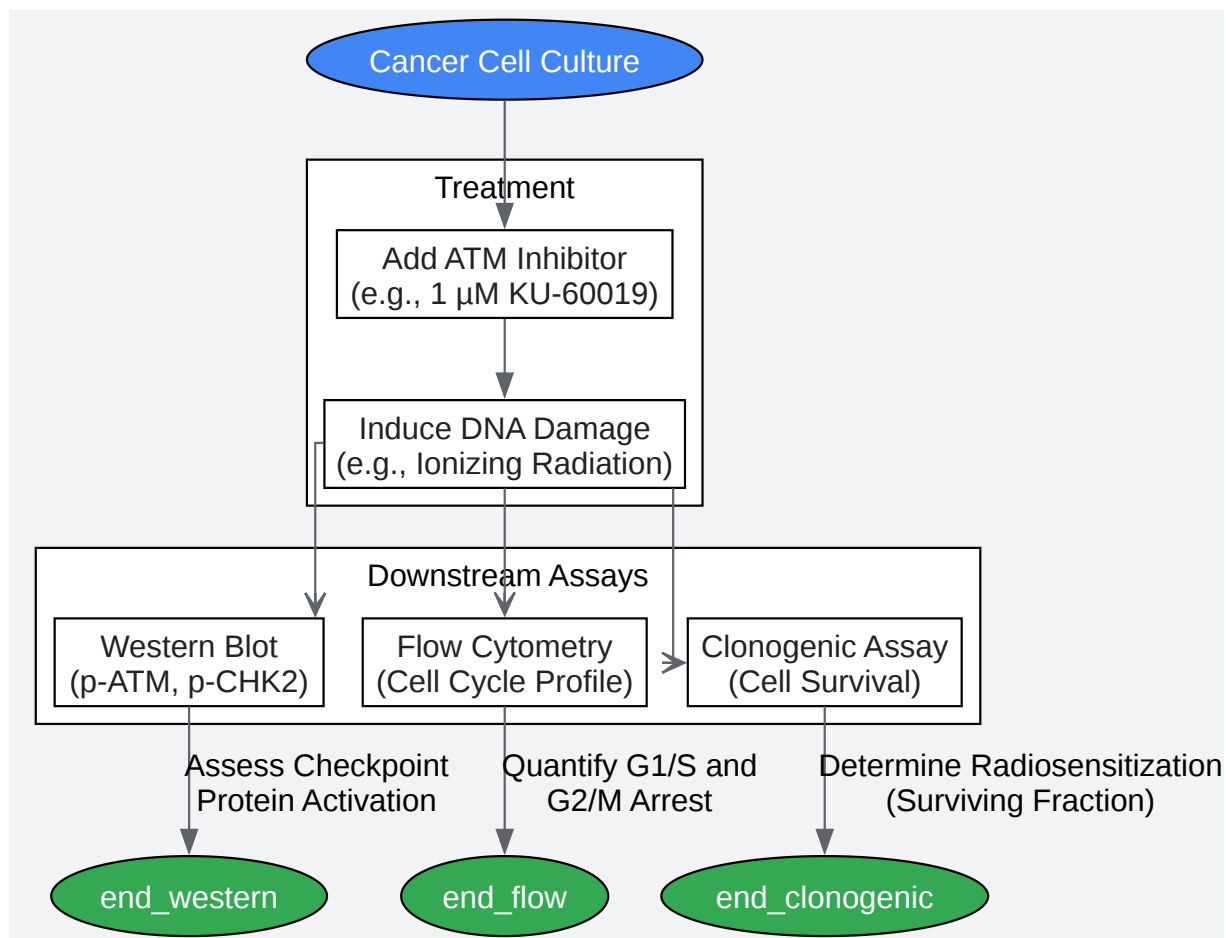 Cancer Cell Culture
Treatment
Add ATM Inhibitor
(e.g., 1 µM KU-60019)
Induce DNA Damage
(e.g., Ionizing Radiation)
Downstream Assays
Western Blot
(p-ATM, p-CHK2)
Flow Cytometry
(Cell Cycle Profile)
Clonogenic Assay
(Cell Survival)
Assess Checkpoint
Protein Activation
Quantify G1/S and
G2/M Arrest
Determine Radiosensitization
(Surviving Fraction)
end_western
end_flow
end_clonogenic